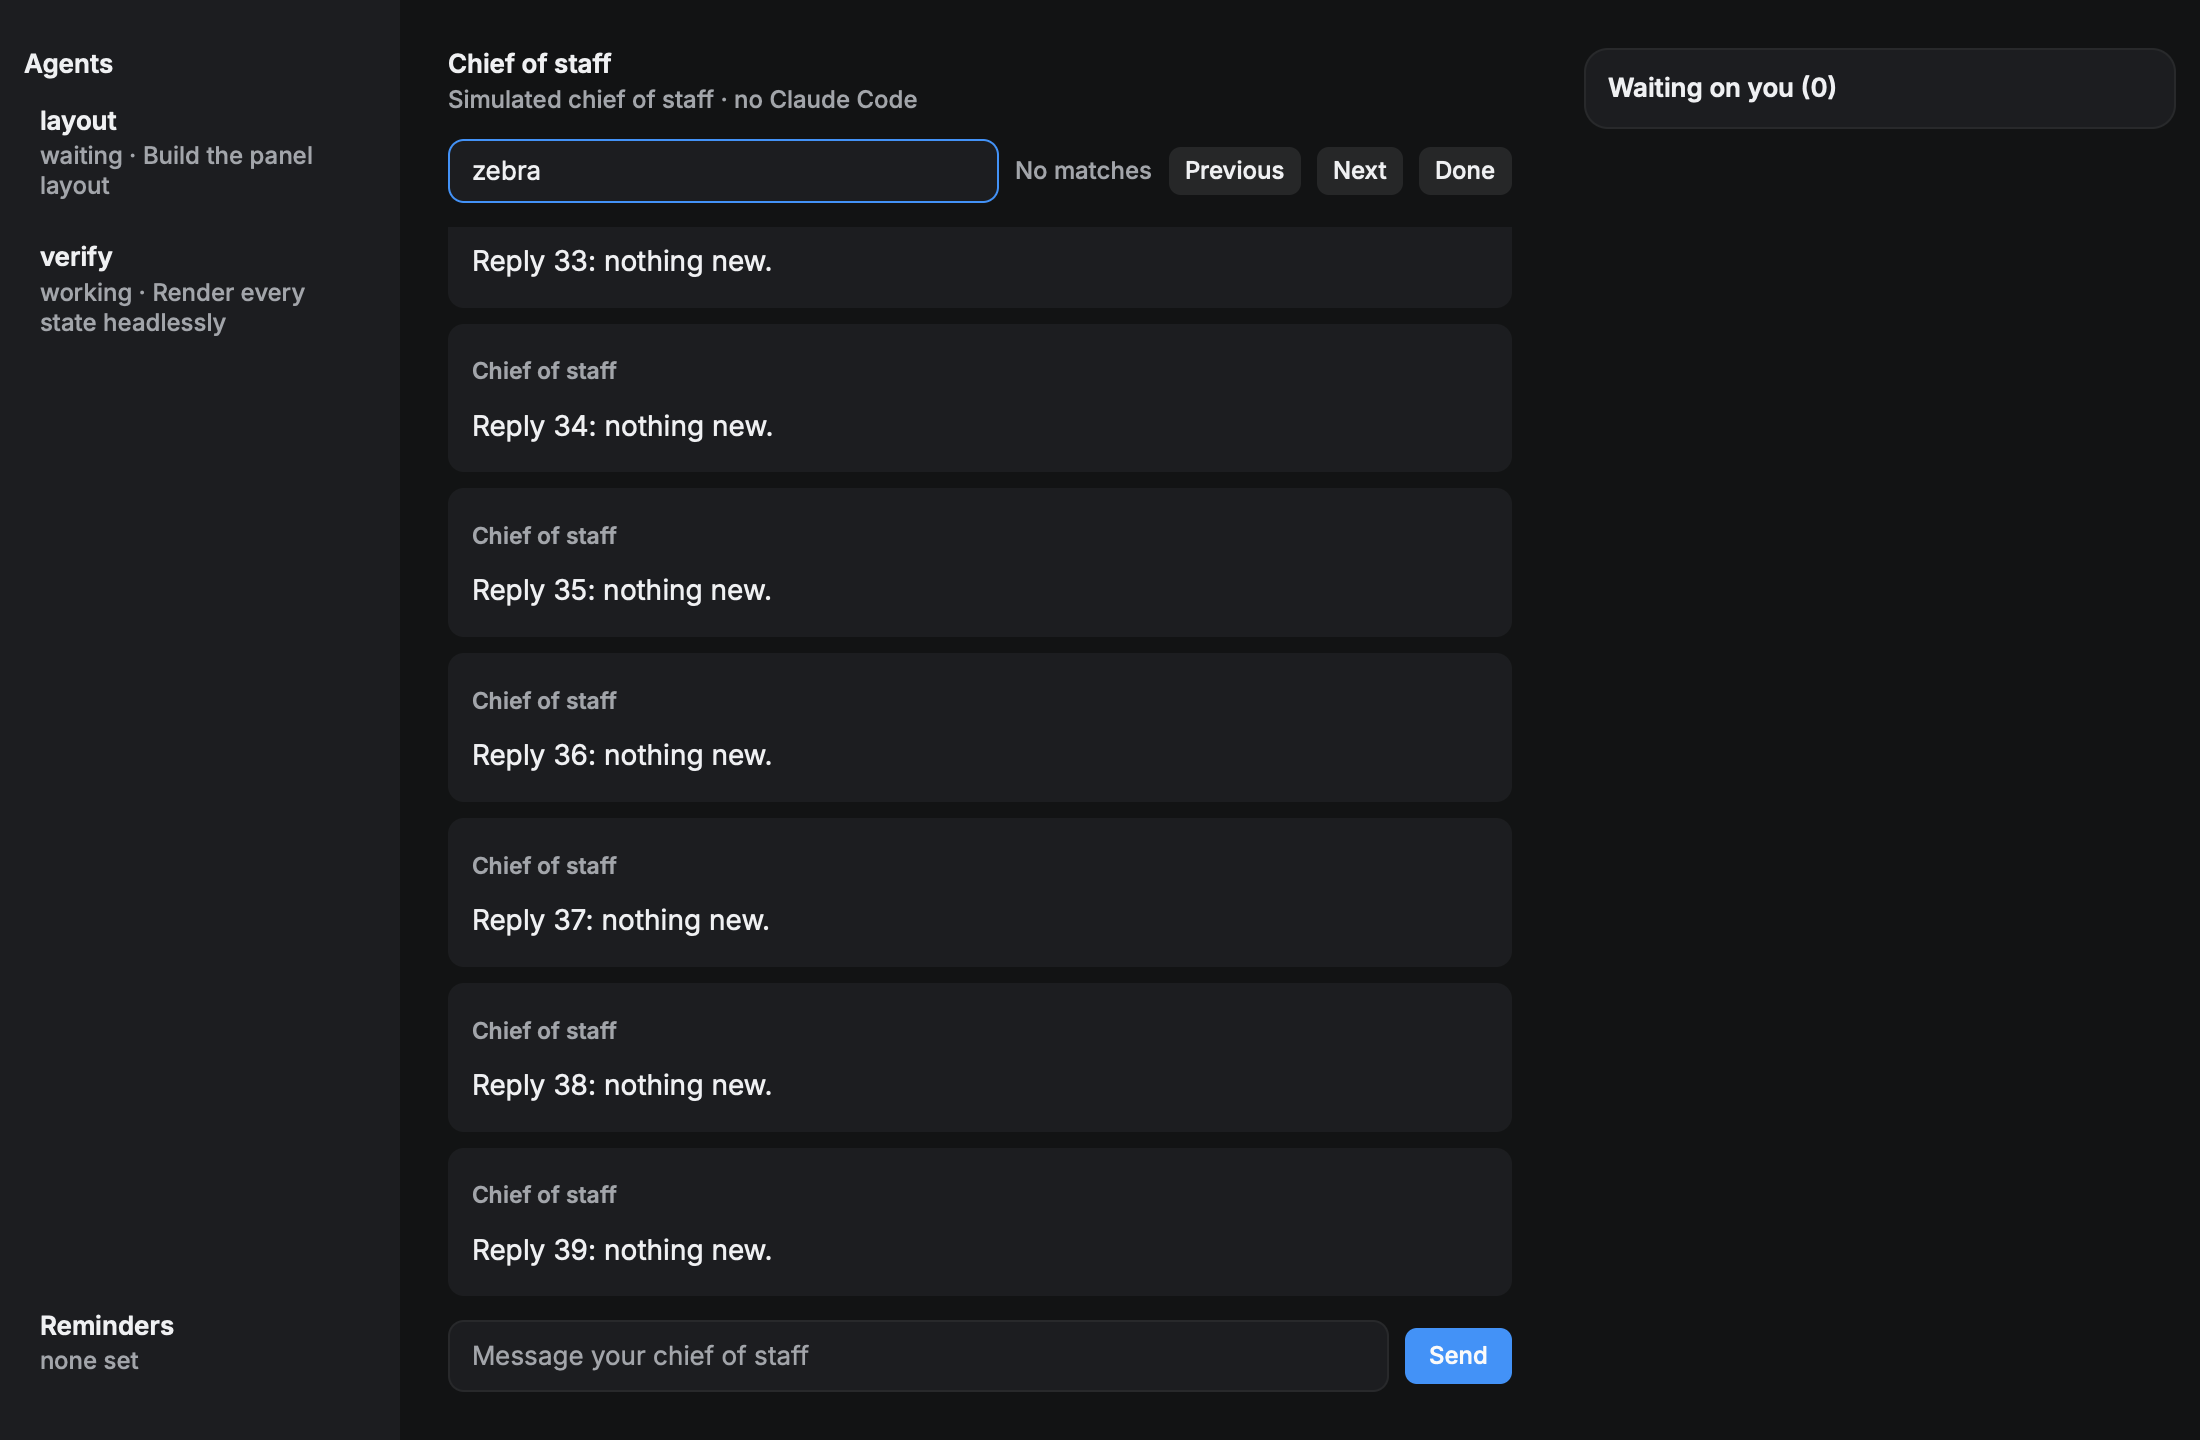 Agents
layout
waiting · Build the panel
layout
verify
working · Render every
state headlessly
Reminders
none set
Chief of staff
Simulated chief of staff · no Claude Code
zebra No matches Previous Next Done
Reply 33: nothing new.
Chief of staff
Reply 34: nothing new.
Chief of staff
Reply 35: nothing new.
Chief of staff
Reply 36: nothing new.
Chief of staff
Reply 37: nothing new.
Chief of staff
Reply 38: nothing new.
Chief of staff
Reply 39: nothing new.
Message your chief of staff Send
Waiting on you (0)